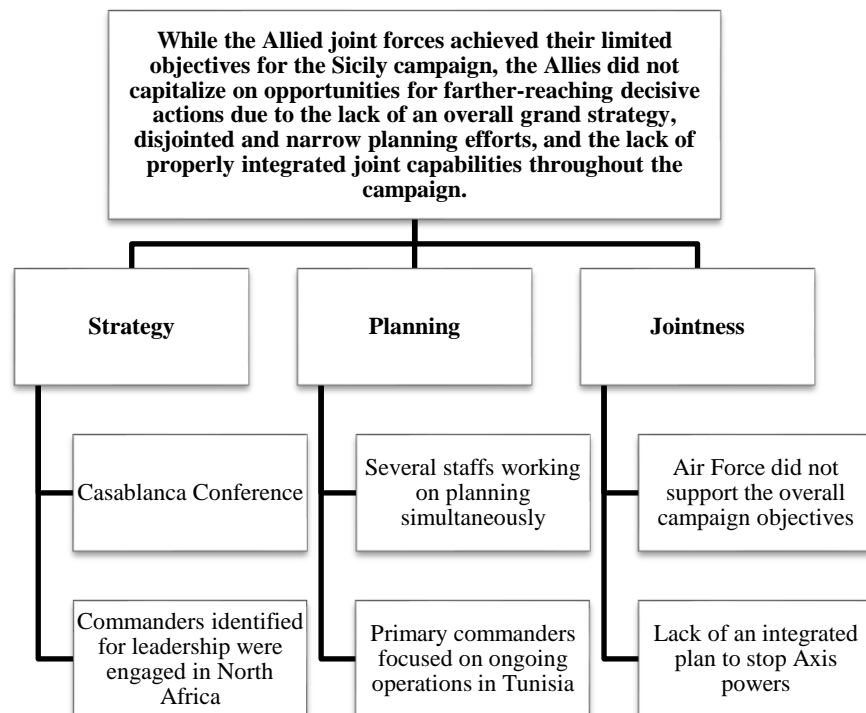 While the Allied joint forces achieved their limited
objectives for the Sicily campaign, the Allies did not
capitalize on opportunities for farther-reaching decisive
actions due to the lack of an overall grand strategy,
disjointed and narrow planning efforts, and the lack of
properly integrated joint capabilities throughout the
campaign.
Strategy
Planning
Jointness
Casablanca Conference
Several staffs working
on planning
simultaneously
Air Force did not
support the overall
campaign objectives
Commanders identified
for leadership were
engaged in North
Africa
Primary commanders
focused on ongoing
operations in Tunisia
Lack of an integrated
plan to stop Axis
powers